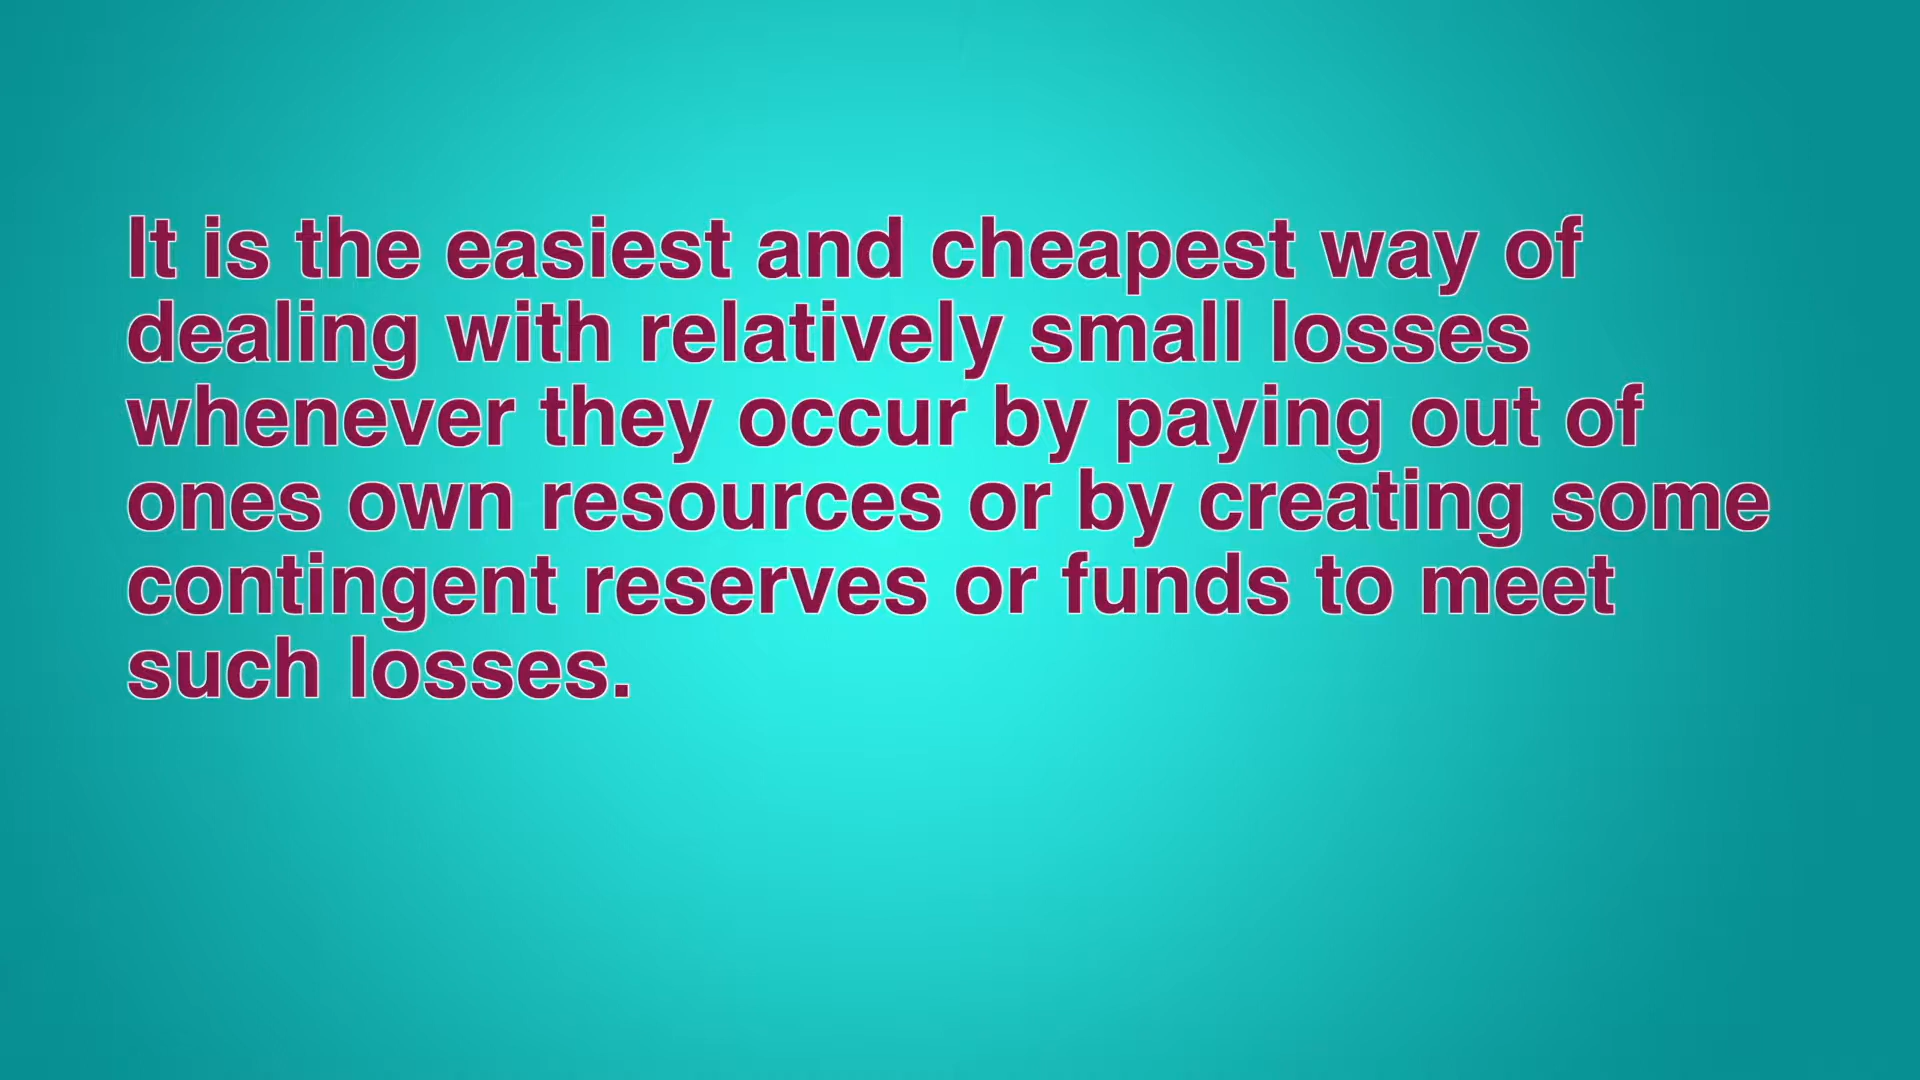 It is the easiest and cheapest way of
dealing with relatively small losses
whenever they occur by paying out of
ones own resources or by creating some
contingent reserves or funds to meet
such losses.